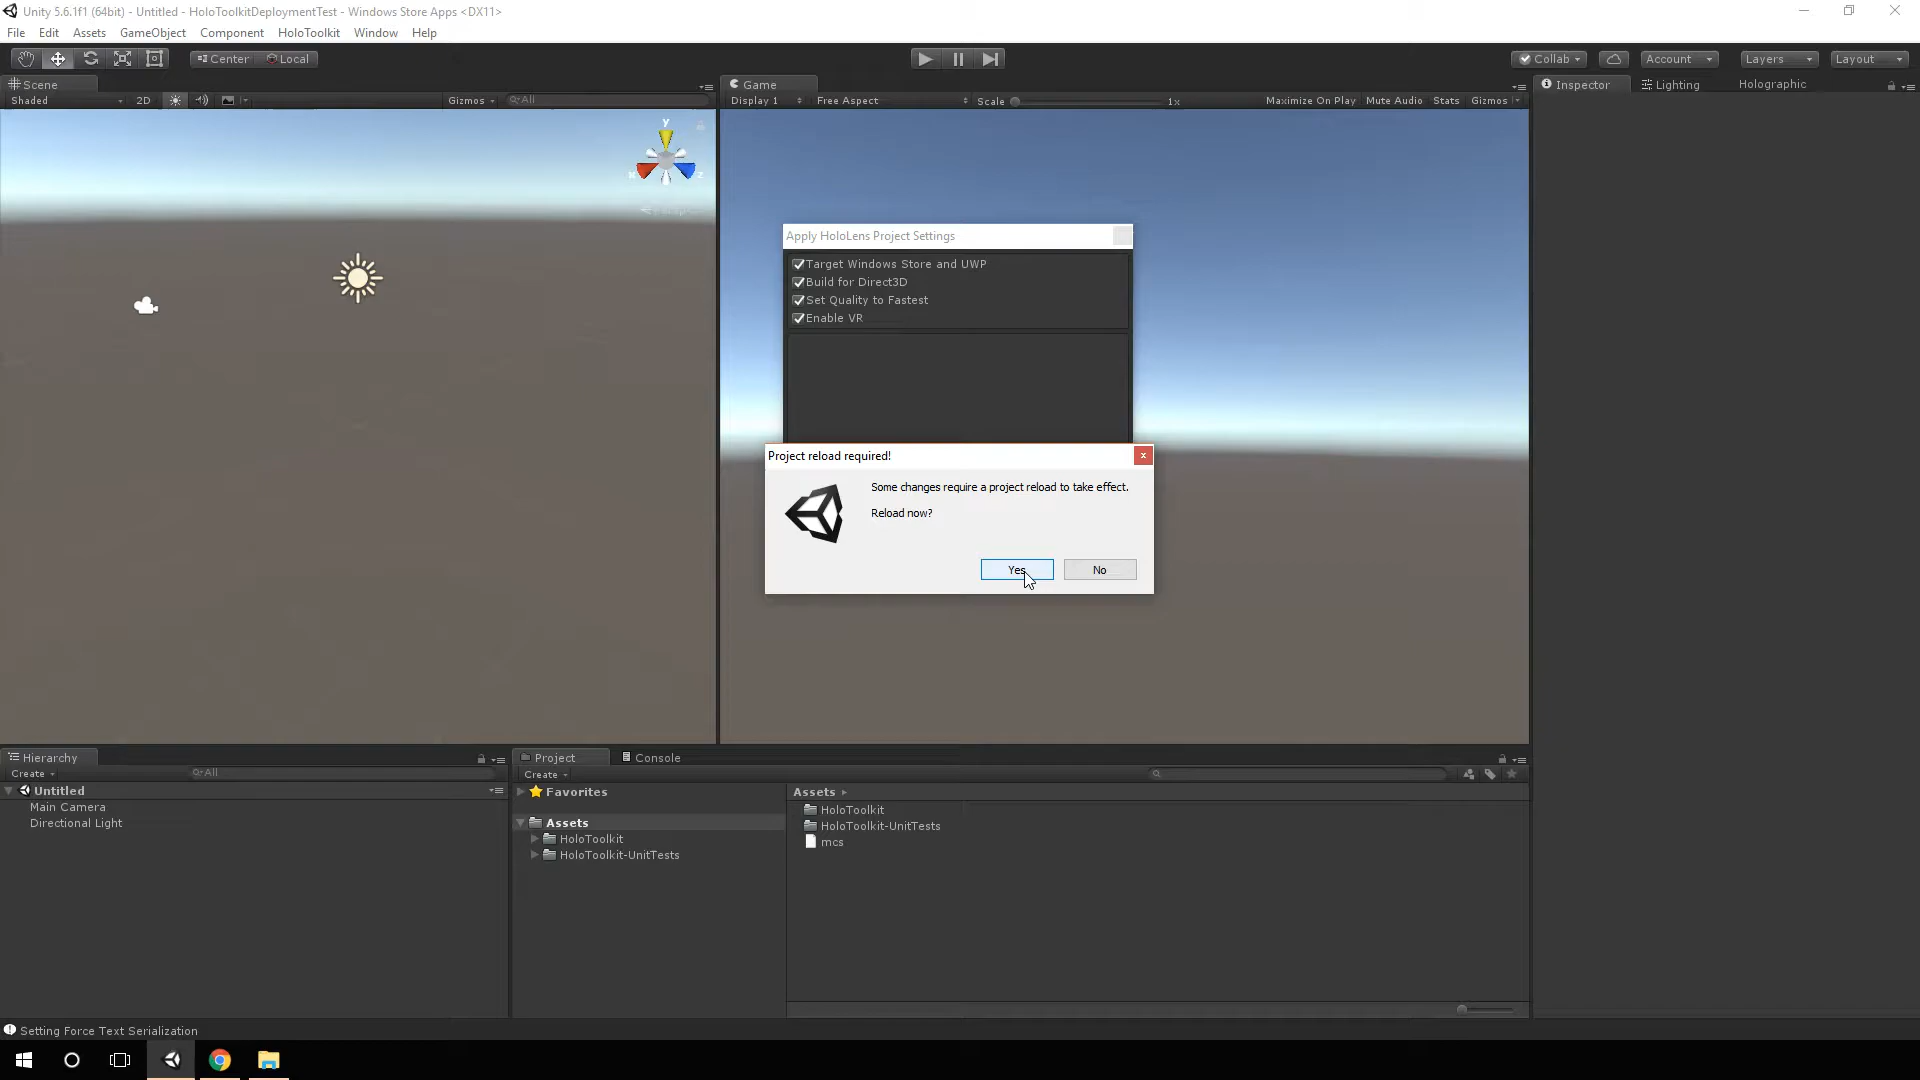 Unity 5.6.1f1 (64bit) - Untitled - HoloToolkitDeploymentTest - Windows Store Apps <DX11>
File Edit Assets GameObject Component HoloToolkit Window Help
Center Local Collab Account Layers Layout
Scene Game Inspector Lighting Holographic
Shaded 2D Gizmos All Display 1 Free Aspect Scale 1x Maximize On Play Mute Audio Stats Gizmos
y
x z
Apply HoloLens Project Settings
Target Windows Store and UWP
Build for Direct3D
Set Quality to Fastest
Enable VR
Project reload required!
Some changes require a project reload to take effect.
Reload now?
Yes No
Hierarchy Project Console
Create All Create
Untitled
Main Camera
Directional Light
Favorites
Assets
HoloToolkit
HoloToolkit-UnitTests
Assets
HoloToolkit
HoloToolkit-UnitTests
mcs
Setting Force Text Serialization